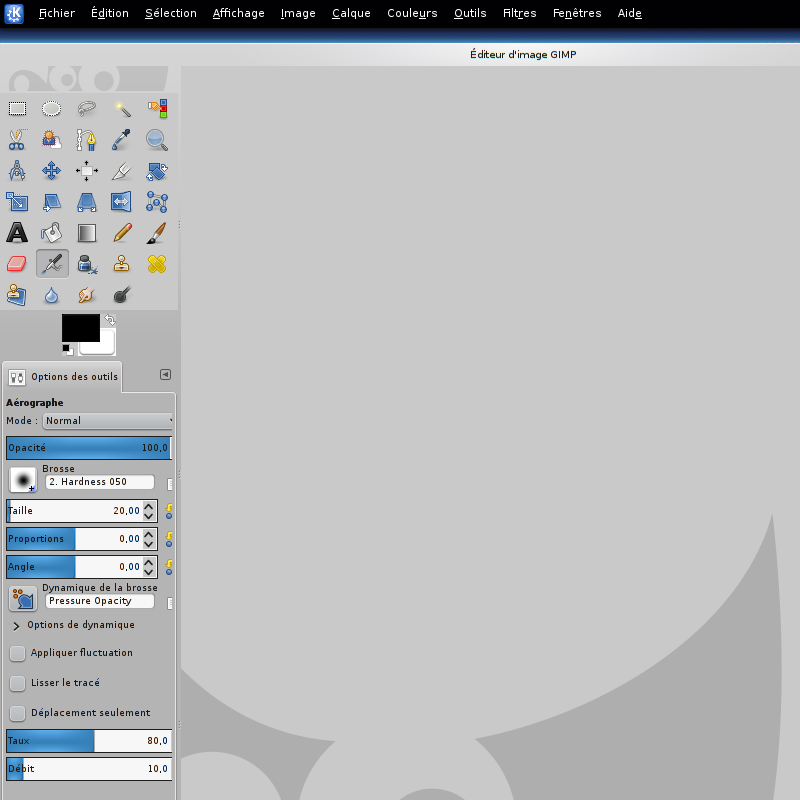 Fichier Édition Sélection Affichage Image Calque Couleurs Outils Filtres Fenêtres Aide
Éditeur d'image GIMP
Options des outils
Aérographe
Mode : Normal
Opacité 100,0
Brosse
2. Hardness 050
Taille 20,00
Proportions 0,00
Angle 0,00
Dynamique de la brosse
Pressure Opacity
Options de dynamique
Appliquer fluctuation
Lisser le tracé
Déplacement seulement
Taux 80,0
Débit 10,0